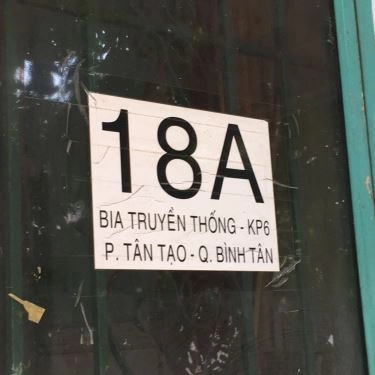 18A
BIA TRUYỀN THỐNG - KP6
P. TÂN TẠO - Q. BÌNH TÂN